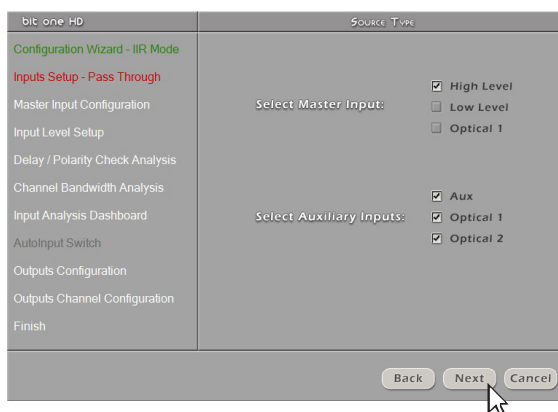 bit one HD
Source Type
Configuration Wizard - IIR Mode
Inputs Setup - Pass Through
Master Input Configuration
Input Level Setup
Delay / Polarity Check Analysis
Channel Bandwidth Analysis
Input Analysis Dashboard
AutoInput Switch
Outputs Configuration
Outputs Channel Configuration
Finish
Select Master Input:
High Level
Low Level
Optical 1
Select Auxiliary Inputs:
Aux
Optical 1
Optical 2
Back Next Cancel